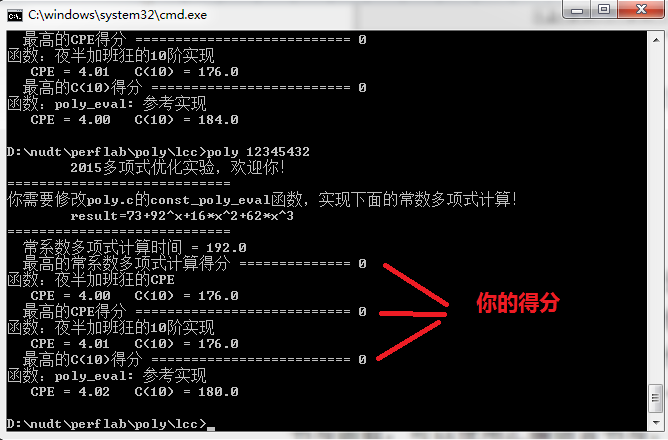 C:\windows\system32\cmd.exe
最高的CPE得分 =========================== 0
函数：夜半加班狂的10阶实现
CPE = 4.01 C(10) = 176.0
最高的C(10)得分 ========================= 0
函数：poly_eval: 参考实现
CPE = 4.00 C(10) = 184.0
D:\nudt\perflab\poly\lcc>poly 12345432
2015多项式优化实验，欢迎你!
============================
你需要修改poly.c的const_poly_eval函数，实现下面的常数多项式计算!
result=73+92^x+16*x^2+62*x^3
============================
常系数多项式计算时间 = 192.0
最高的常系数多项式计算得分 ============== 0
函数：夜半加班狂的CPE
CPE = 4.00 C(10) = 176.0
最高的CPE得分 =========================== 0
函数：夜半加班狂的10阶实现
CPE = 4.01 C(10) = 176.0
最高的C(10)得分 ========================= 0
函数：poly_eval: 参考实现
CPE = 4.02 C(10) = 180.0
D:\nudt\perflab\poly\lcc>_
你的得分